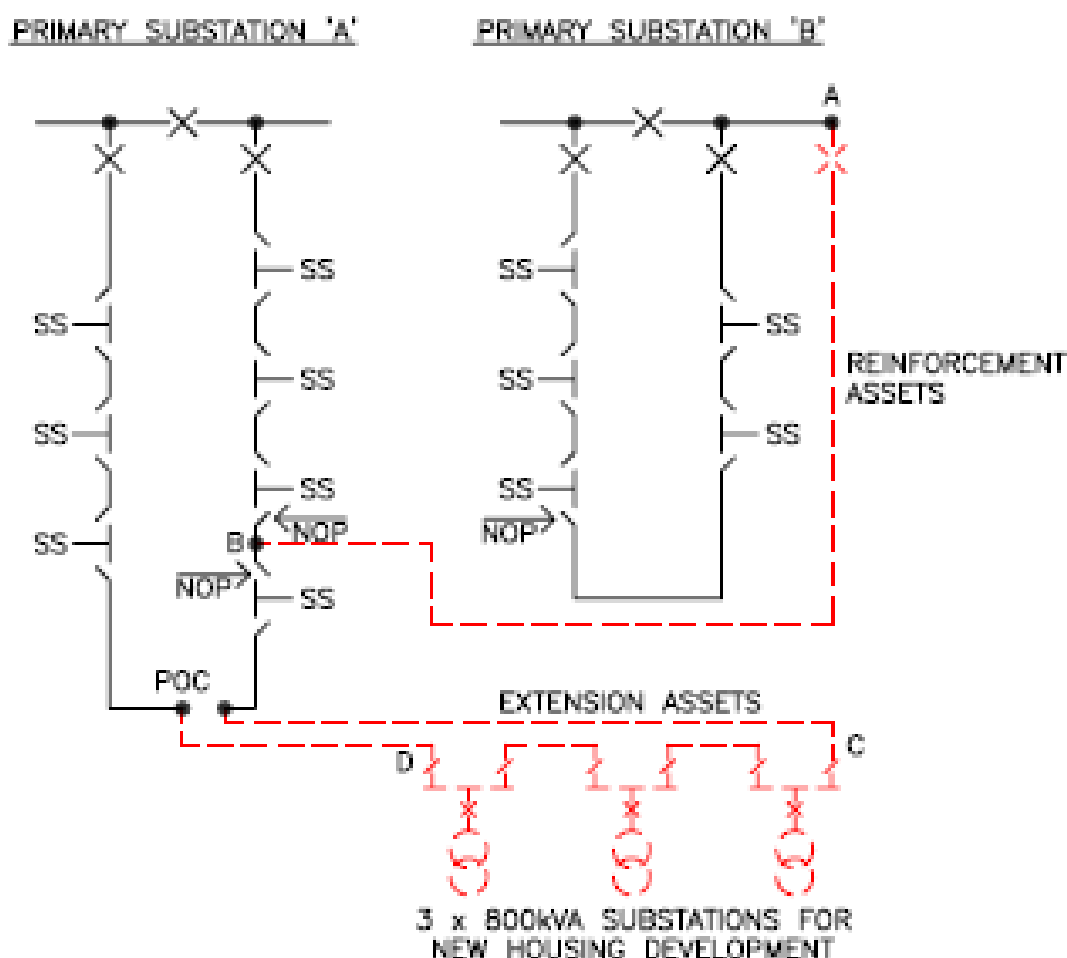 PRIMARY SUBSTATION 'A'
PRIMARY SUBSTATION 'B'
A
SS
SS
SS
SS
SS
SS
REINFORCEMENT
ASSETS
SS
SS
SS
SS
NOP
NOP
SS
B
NOP
SS
POC
EXTENSION ASSETS
D
C
3 x 800kVA SUBSTATIONS FOR
NEW HOUSING DEVELOPMENT